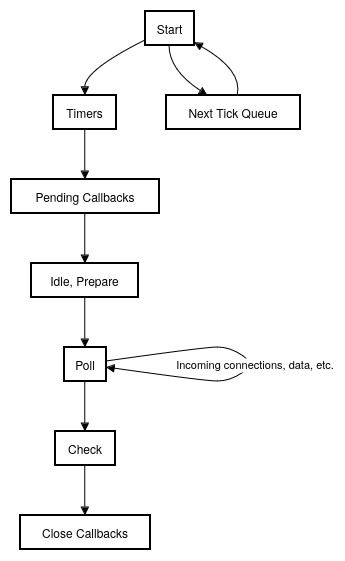 Start
Timers
Next Tick Queue
Pending Callbacks
Idle, Prepare
Poll
Incoming connections, data, etc.
Check
Close Callbacks